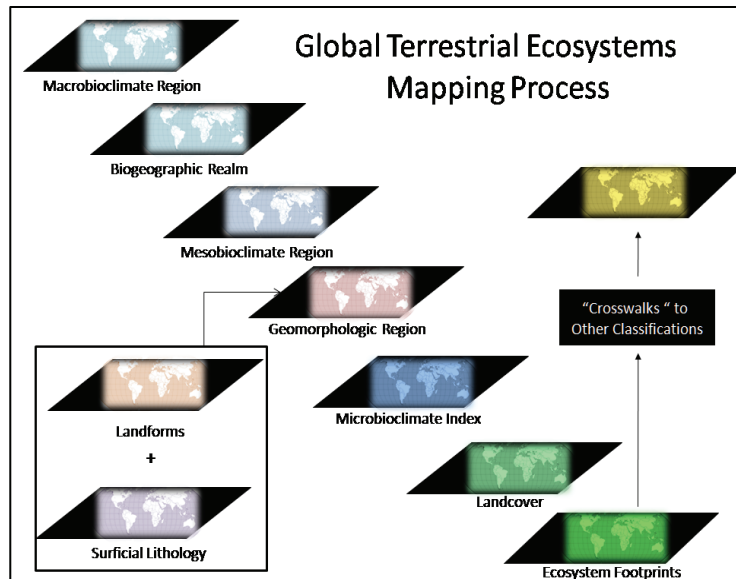 Global Terrestrial Ecosystems
Mapping Process
Macrobioclimate Region
Biogeographic Realm
Mesobioclimate Region
Geomorphologic Region
"Crosswalks " to
Other Classifications
Landforms
+
Surficial Lithology
Microbioclimate Index
Landcover
Ecosystem Footprints